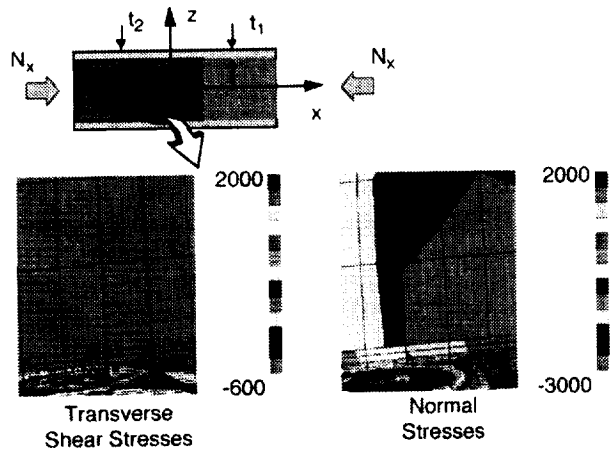 t2 z t1
Nx Nx
x
2000 2000
-600 -3000
Transverse
Shear Stresses
Normal
Stresses